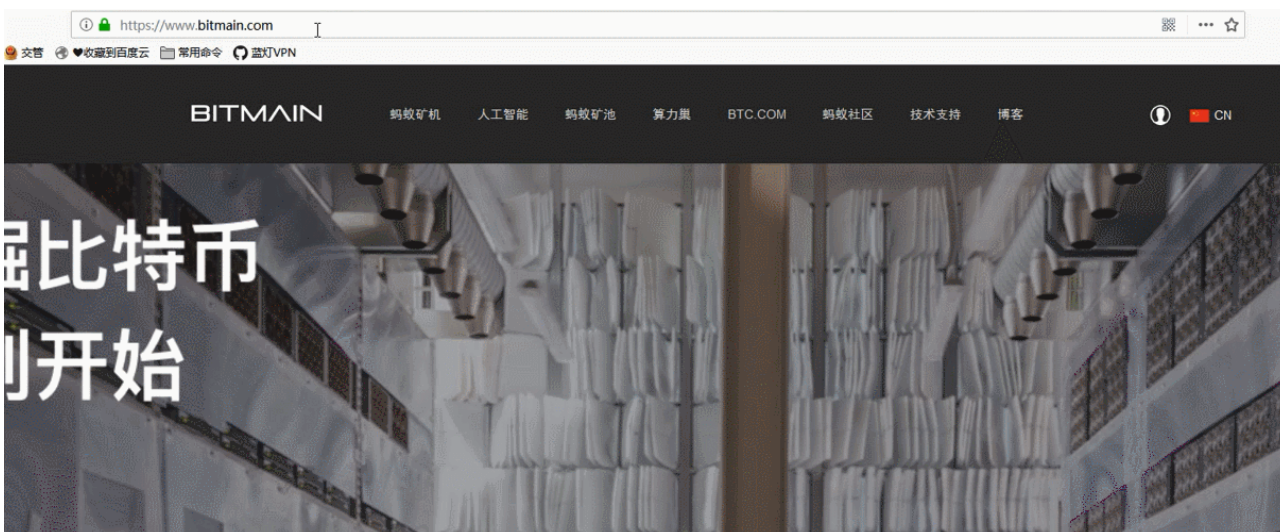 https://www.bitmain.com
交管 ♥收藏到百度云 常用命令 蓝灯VPN
BITMAIN 蚂蚁矿机 人工智能 蚂蚁矿池 算力巢 BTC.COM 蚂蚁社区 技术支持 博客 CN
掘比特币
刻开始